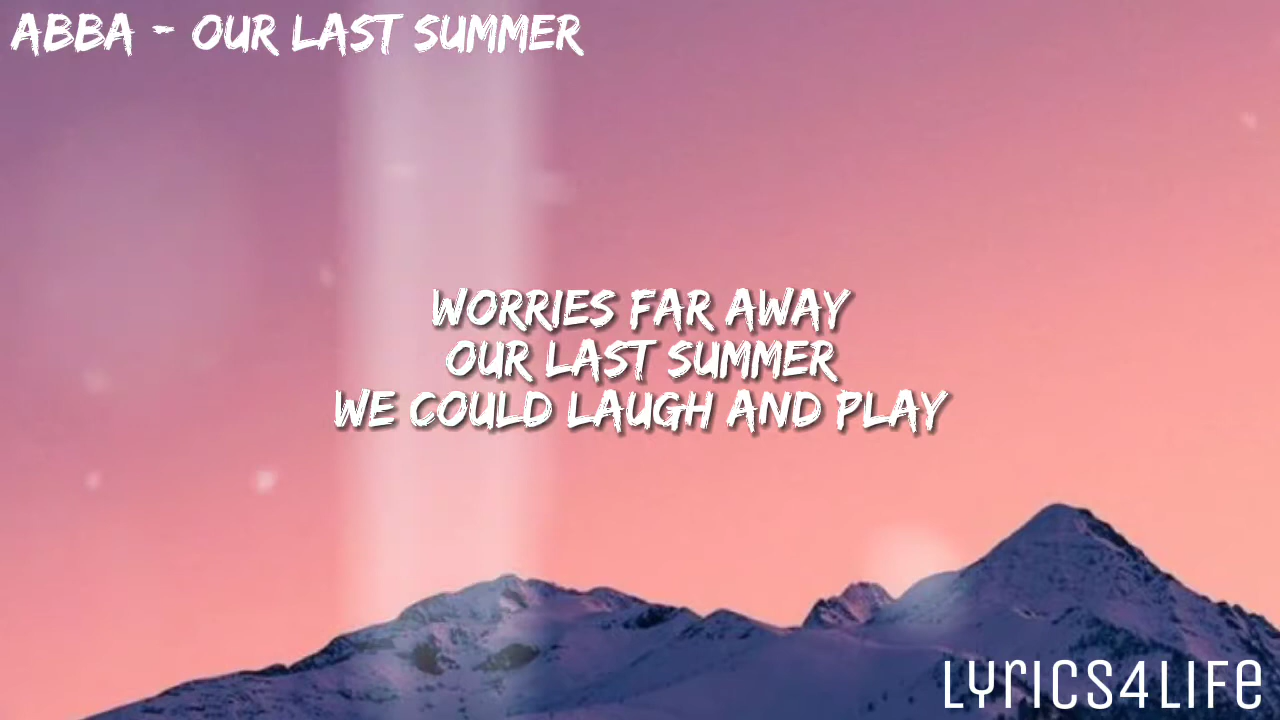 ABBA - OUR LAST SUMMER
WORRIES FAR AWAY
OUR LAST SUMMER
WE COULD LAUGH AND PLAY
LYRICS4LIFE